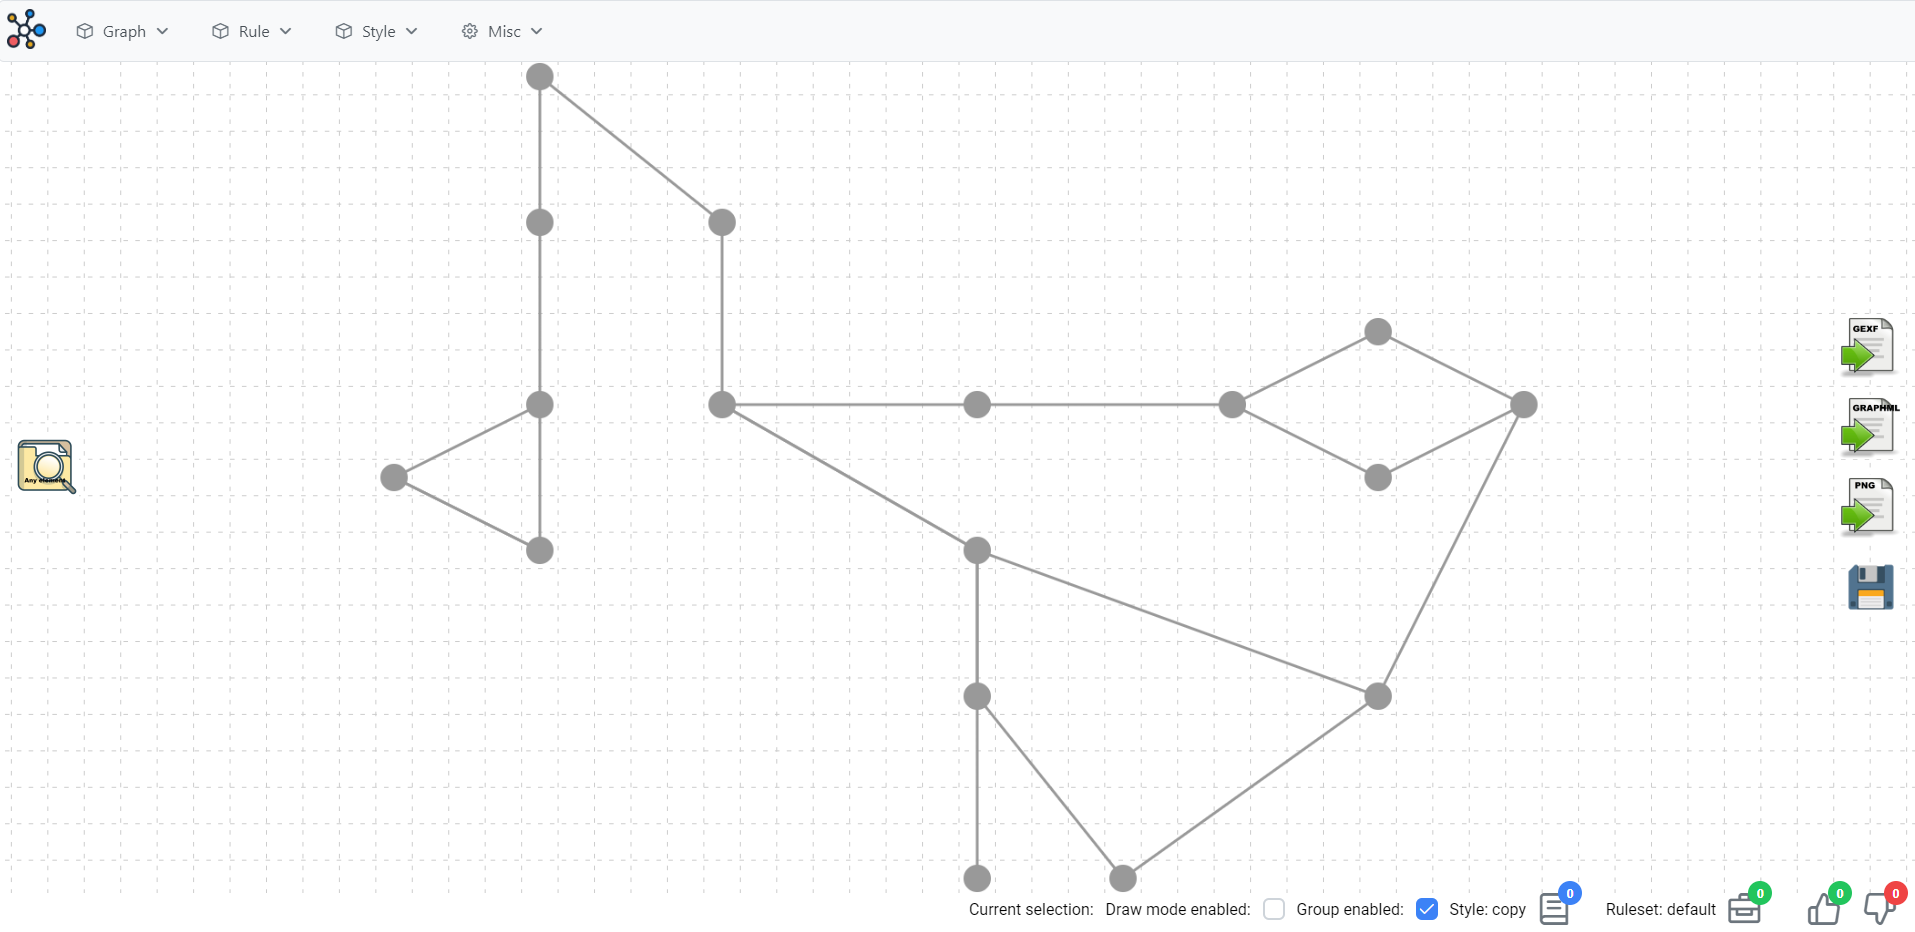 Graph Rule Style Misc
GEXF
GRAPHML
Any element
PNG
Current selection: Draw mode enabled: Group enabled: Style: copy 0 Ruleset: default 0 0 0